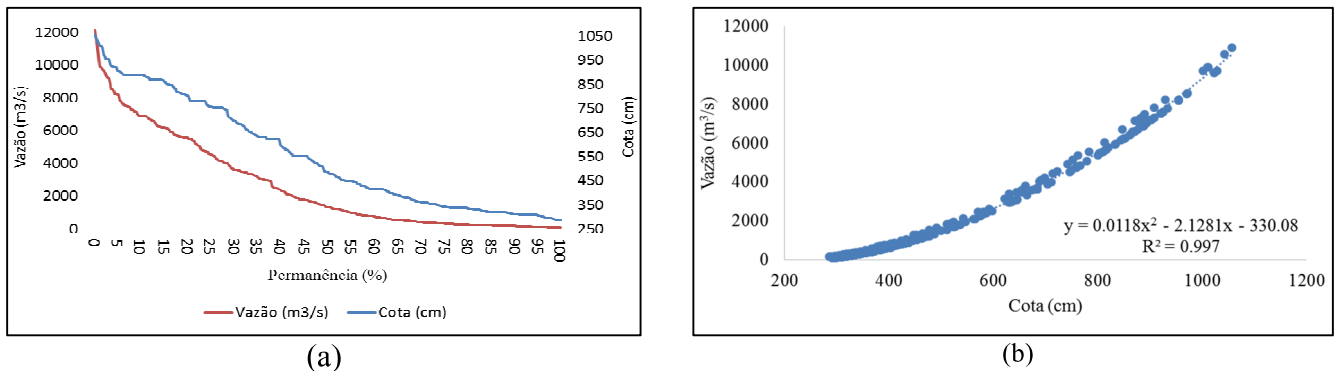 12000
10000
8000
6000
4000
2000
0
Vazão (m3/s)
1050
950
850
750
650
550
450
350
250
Cota (cm)
0 5 10 15 20 25 30 35 40 45 50 55 60 65 70 75 80 85 90 95 100
Permanência (%)
Vazão (m3/s) Cota (cm)
(a)
12000
10000
8000
6000
4000
2000
0
Vazão (m³/s)
y = 0.0118x² - 2.1281x - 330.08
R² = 0.997
200 400 600 800 1000 1200
Cota (cm)
(b)